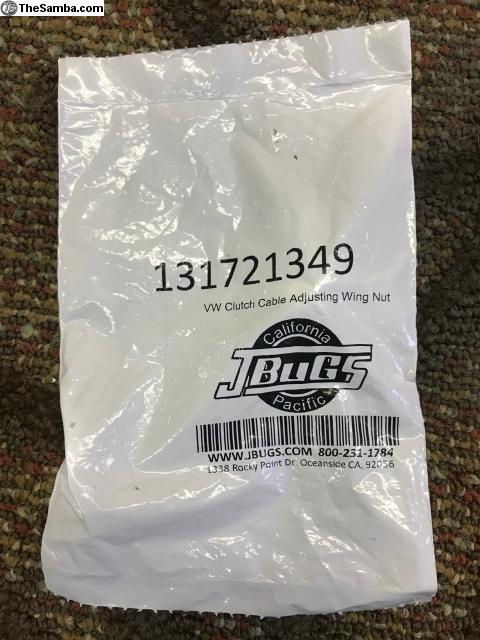 TheSamba.com
131721349
VW Clutch Cable Adjusting Wing Nut
California
JBUGS
Pacific
WWW.JBUGS.COM 800-231-1784
1338 Rocky Point Dr. Oceanside CA, 92056